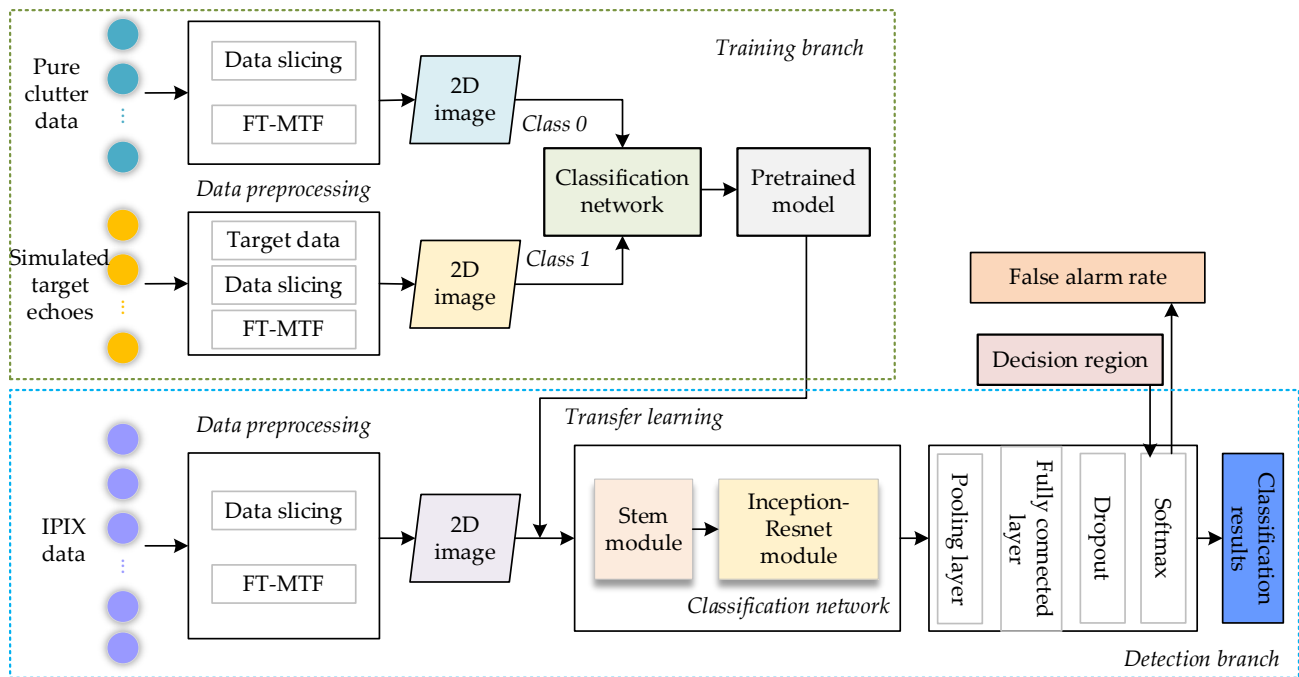 Training branch
Pure
clutter
data
Data slicing
FT-MTF
2D
image
Class 0
Data preprocessing
Classification
network
Pretrained
model
Simulated
target
echoes
Target data
Data slicing
FT-MTF
2D
image
Class 1
False alarm rate
Decision region
Transfer learning
Data preprocessing
IPIX
data
Data slicing
FT-MTF
2D
image
Stem
module
Inception-
Resnet
module
Classification network
Pooling layer
Fully connected
layer
Dropout
Softmax
Classification
results
Detection branch